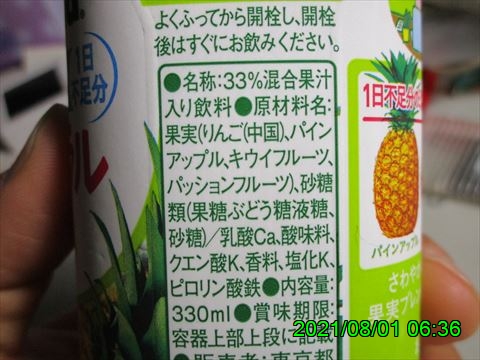 よくふってから開栓し、開栓
後はすぐにお飲みください。
●名称:33%混合果汁
入り飲料●原材料名:
果実(りんご(中国)、パイン
アップル、キウイフルーツ、
パッションフルーツ)、砂糖
類(果糖ぶどう糖液糖、
砂糖)/乳酸Ca、酸味料、
クエン酸K、香料、塩化K、
ピロリン酸鉄●内容量:
330ml●賞味期限:
容器上部上段に記載
1日
不足分
ル
1日不足分の
パインアップル
さわや
果実ブレ
2021/08/01 06:36